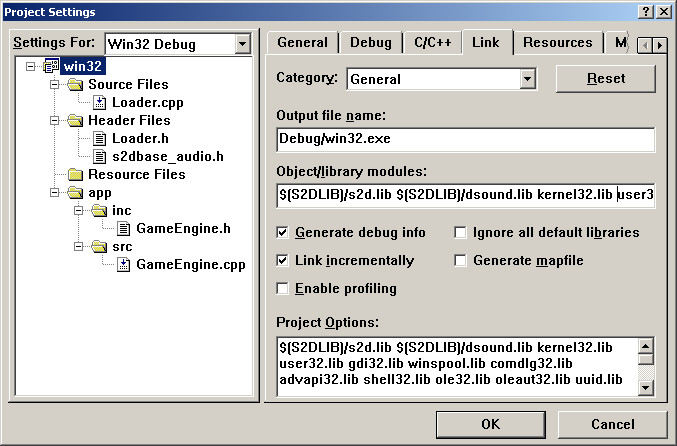 Project Settings
Settings For: Win32 Debug
win32
Source Files
Loader.cpp
Header Files
Loader.h
s2dbase_audio.h
Resource Files
app
inc
GameEngine.h
src
GameEngine.cpp
General Debug C/C++ Link Resources M
Category: General Reset
Output file name:
Debug/win32.exe
Object/library modules:
$(S2DLIB)/s2d.lib $(S2DLIB)/dsound.lib kernel32.lib user3
Generate debug info Ignore all default libraries
Link incrementally Generate mapfile
Enable profiling
Project Options:
$(S2DLIB)/s2d.lib $(S2DLIB)/dsound.lib kernel32.lib
user32.lib gdi32.lib winspool.lib comdlg32.lib
advapi32.lib shell32.lib ole32.lib oleaut32.lib uuid.lib
OK Cancel